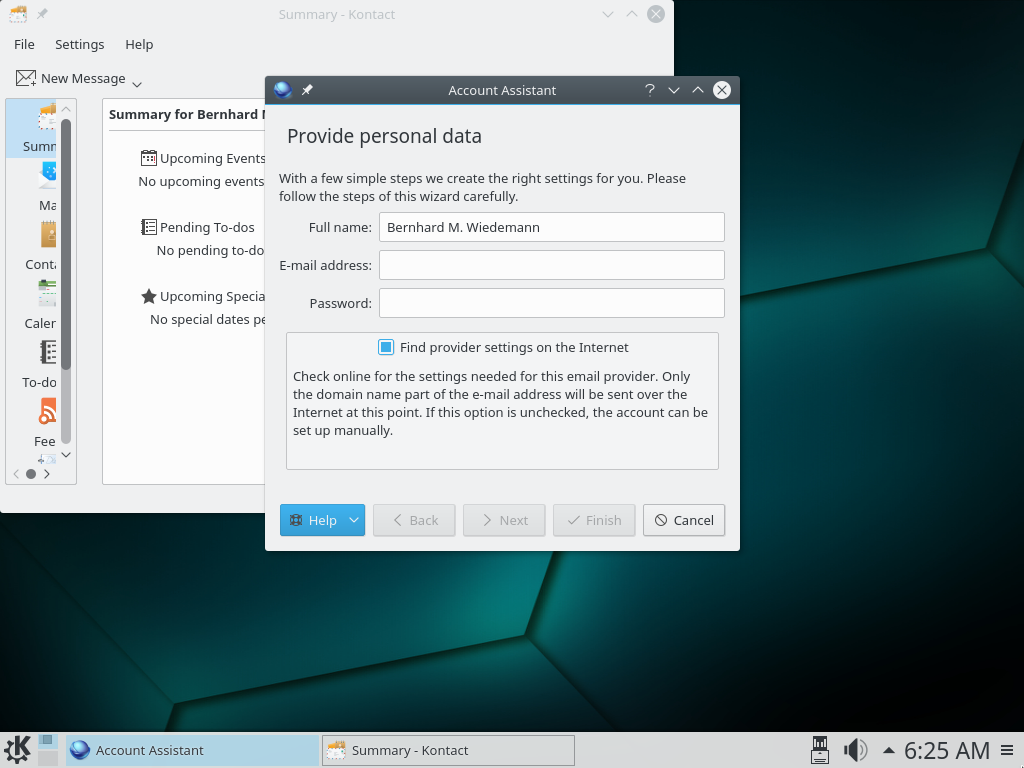 Summary - Kontact
File Settings Help
New Message
Account Assistant
Provide personal data
With a few simple steps we create the right settings for you. Please
follow the steps of this wizard carefully.
Full name: Bernhard M. Wiedemann
E-mail address:
Password:
Find provider settings on the Internet
Check online for the settings needed for this email provider. Only
the domain name part of the e-mail address will be sent over the
Internet at this point. If this option is unchecked, the account can be
set up manually.
Help Back Next Finish Cancel
Summ
Ma
Conta
Calen
To-do
Fee
Summary for Bernhard
Upcoming Events
No upcoming events
Pending To-dos
No pending to-do
Upcoming Specia
No special dates pe
Account Assistant
Summary - Kontact
6:25 AM